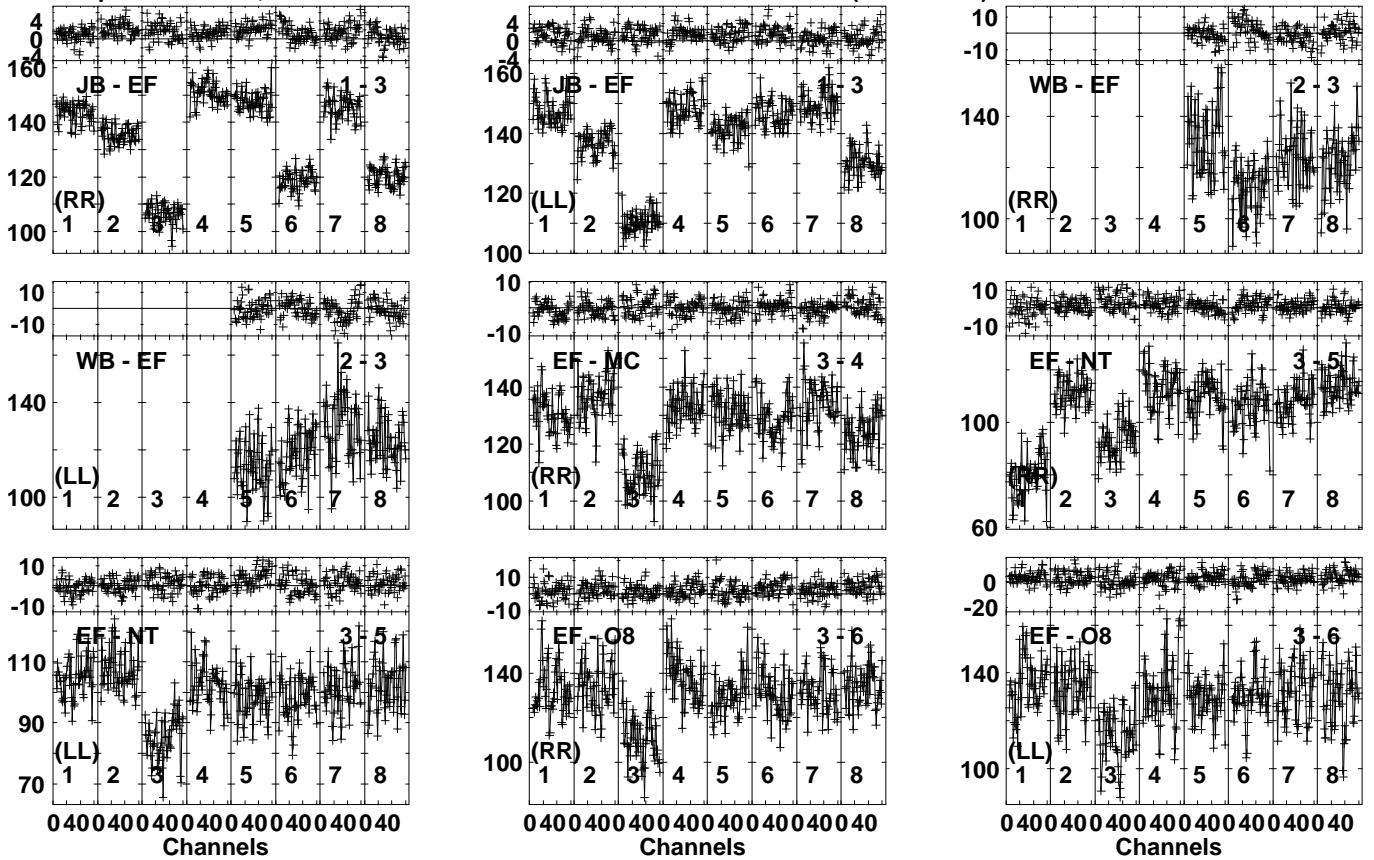 4 0 -4 4 0 -4 10 -10
160 140 120 100
JB - EF 1 - 3
(RR)
1 2 3 4 5 6 7 8
160 140 120 100
JB - EF 1 - 3
(LL)
1 2 3 4 5 6 7 8
140 100
WB - EF 2 - 3
(RR)
1 2 3 4 5 6 7 8
10 -10
140 100
WB - EF 2 - 3
(LL)
1 2 3 4 5 6 7 8
10 -10
140 120 100
EF - MC 3 - 4
(RR)
1 2 3 4 5 6 7 8
10 -10
100 60
EF - NT 3 - 5
(RR)
1 2 3 4 5 6 7 8
10 -10
110 90 70
EF - NT 3 - 5
(LL)
1 2 3 4 5 6 7 8
0 40 0 40 0 40 0 40 0 40 0 40 0 40 0 40
Channels
10 -10
140 100
EF - O8 3 - 6
(RR)
1 2 3 4 5 6 7 8
0 40 0 40 0 40 0 40 0 40 0 40 0 40 0 40
Channels
0 -20
140 100
EF - O8 3 - 6
(LL)
1 2 3 4 5 6 7 8
0 40 0 40 0 40 0 40 0 40 0 40 0 40 0 40
Channels